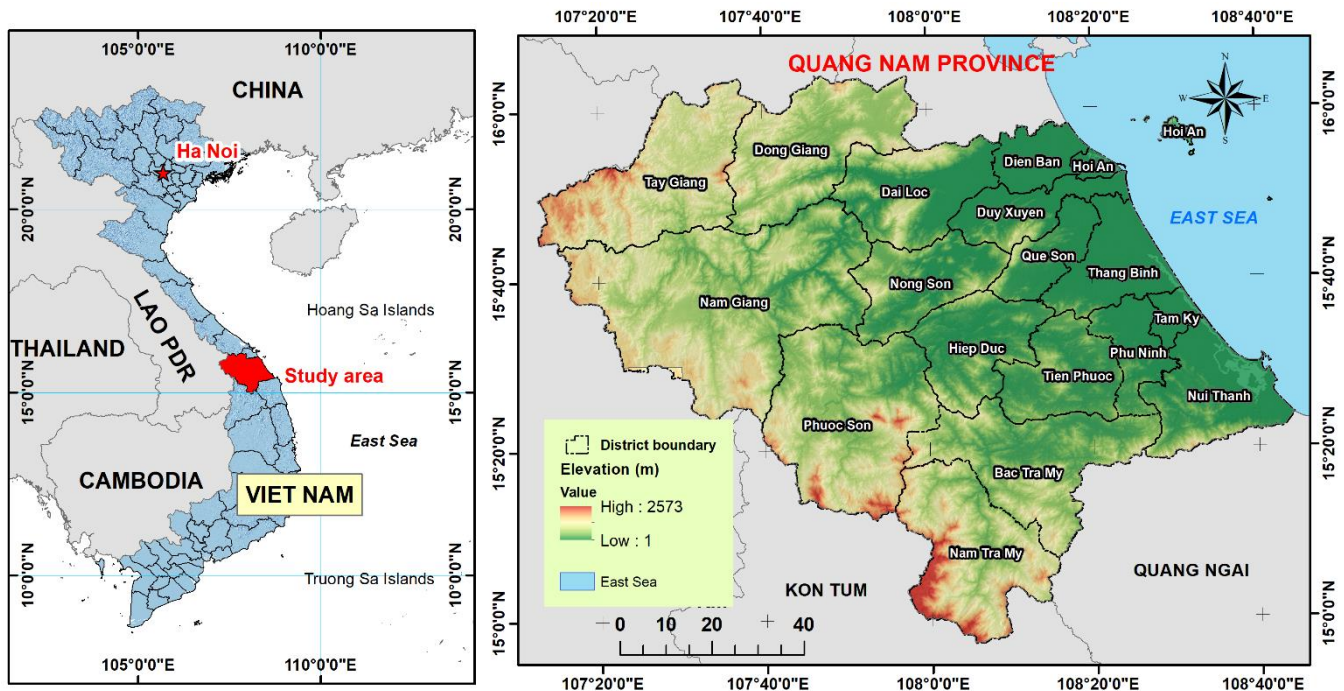 105°0'0"E
110°0'0"E
CHINA
Ha Noi
20°0'0"N
20°0'0"N
LAO PDR
Hoang Sa Islands
THAILAND
Study area
15°0'0"N
15°0'0"N
East Sea
CAMBODIA
VIET NAM
10°0'0"N
10°0'0"N
Truong Sa Islands
105°0'0"E
110°0'0"E
107°20'0"E
107°40'0"E
108°0'0"E
108°20'0"E
108°40'0"E
QUANG NAM PROVINCE
N
W
E
S
16°0'0"N
16°0'0"N
Hoi An
Dong Giang
Dien Ban
Hoi An
Tay Giang
Dai Loc
Duy Xuyen
EAST SEA
Que Son
Thang Binh
15°40'0"N
15°40'0"N
Nam Giang
Nong Son
Tam Ky
Hiep Duc
Phu Ninh
Tien Phuoc
Nui Thanh
Phuoc Son
15°20'0"N
15°20'0"N
Bac Tra My
Nam Tra My
District boundary
Elevation (m)
Value
High : 2573
Low : 1
East Sea
KON TUM
QUANG NGAI
0 10 20 40
15°0'0"N
15°0'0"N
107°20'0"E
107°40'0"E
108°0'0"E
108°20'0"E
108°40'0"E